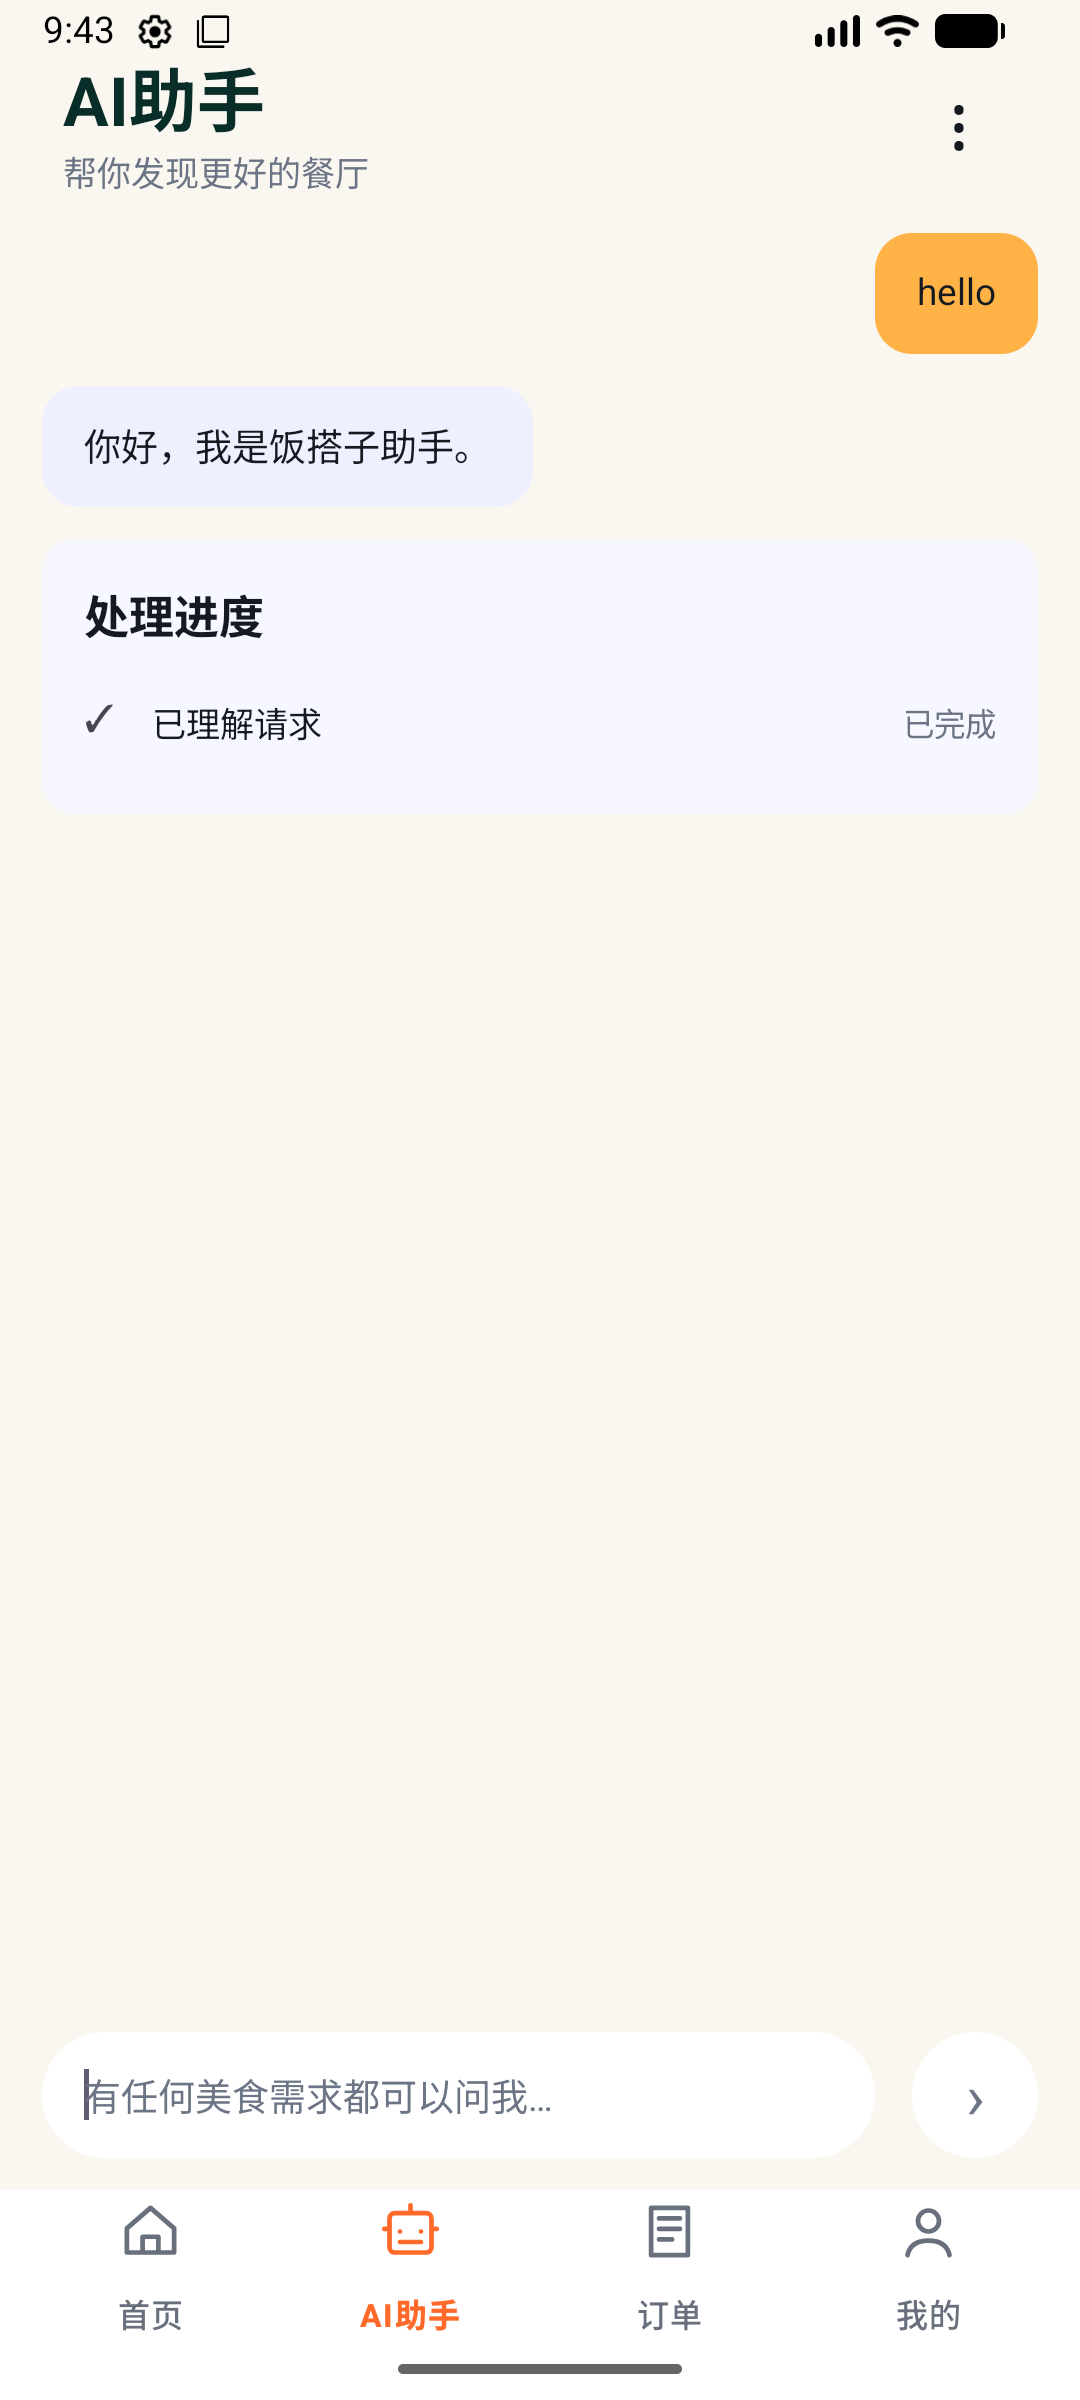 9:43
AI助手
帮你发现更好的餐厅
hello
你好，我是饭搭子助手。
处理进度
✓ 已理解请求 已完成
有任何美食需求都可以问我...
›
首页 AI助手 订单 我的